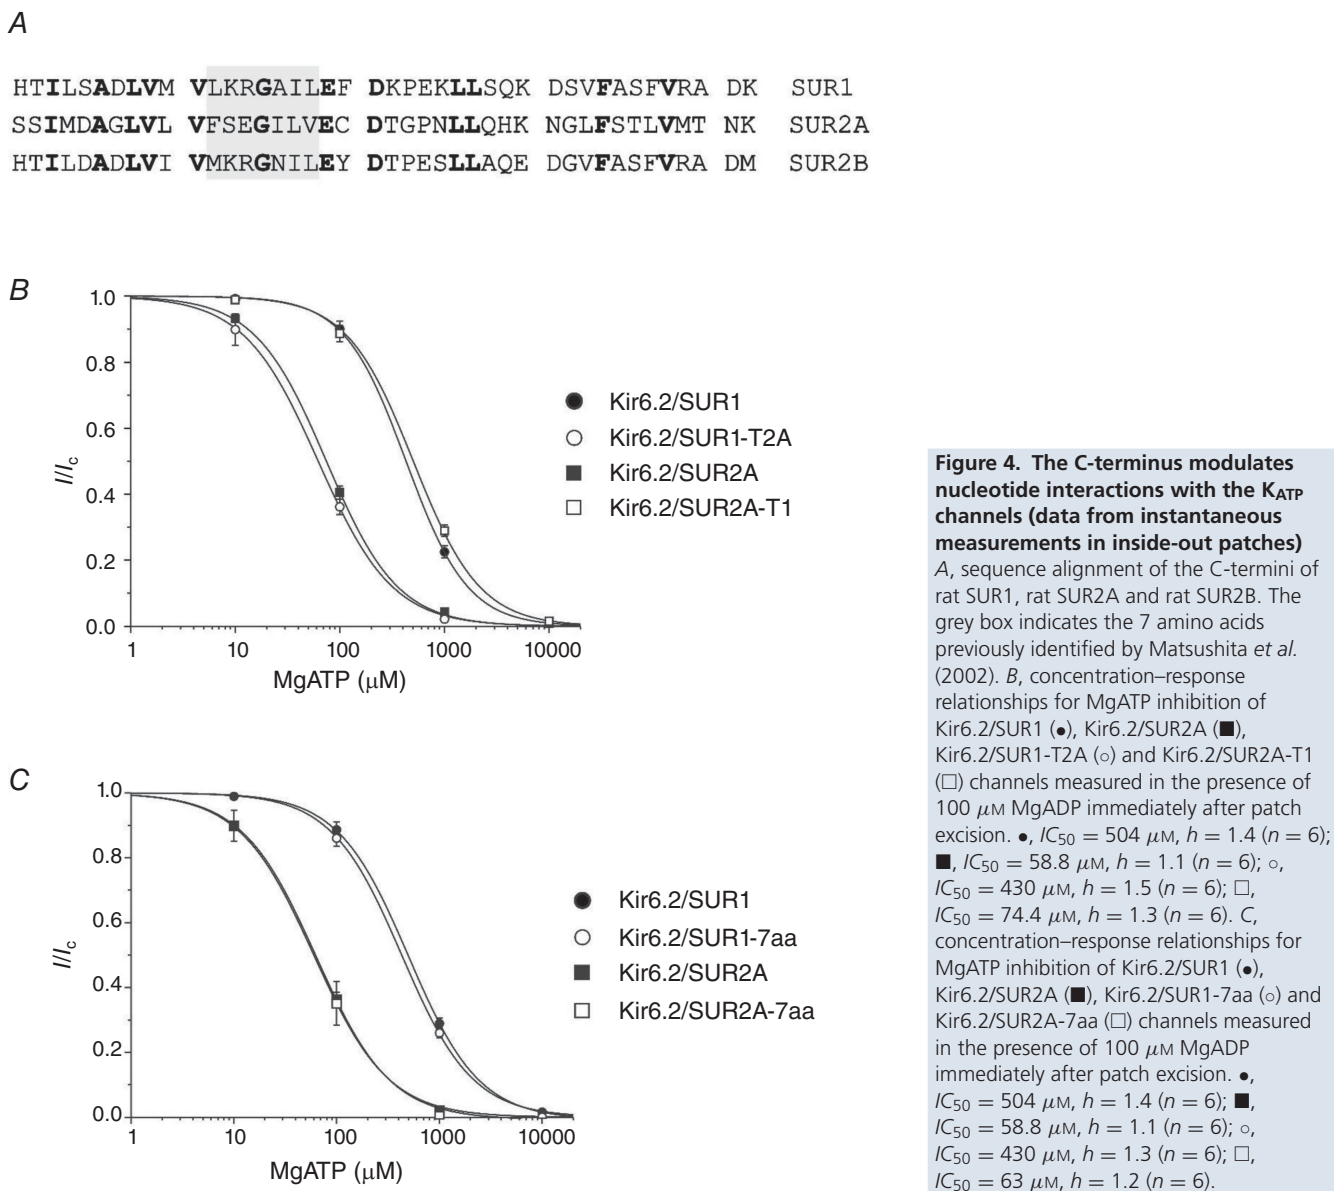 A
HTILSADLVM VLKRGAILEF DKPEKLLSQK DSVFASFVRA DK SUR1
SSIMDAGLVL VFSEGILVEC DTGPNLLQHK NGLFSTLVMT NK SUR2A
HTILDADLVI VMKRGNILEY DTPESLLAQE DGVFASFVRA DM SUR2B
B
I/Ic
1.0
0.8
0.6
0.4
0.2
0.0
1 10 100 1000 10000
MgATP (μM)
Kir6.2/SUR1
Kir6.2/SUR1-T2A
Kir6.2/SUR2A
Kir6.2/SUR2A-T1
C
I/Ic
1.0
0.8
0.6
0.4
0.2
0.0
1 10 100 1000 10000
MgATP (μM)
Kir6.2/SUR1
Kir6.2/SUR1-7aa
Kir6.2/SUR2A
Kir6.2/SUR2A-7aa
Figure 4. The C-terminus modulates
nucleotide interactions with the KATP
channels (data from instantaneous
measurements in inside-out patches)
A, sequence alignment of the C-termini of
rat SUR1, rat SUR2A and rat SUR2B. The
grey box indicates the 7 amino acids
previously identified by Matsushita et al.
(2002). B, concentration–response
relationships for MgATP inhibition of
Kir6.2/SUR1 (●), Kir6.2/SUR2A (■),
Kir6.2/SUR1-T2A (○) and Kir6.2/SUR2A-T1
(□) channels measured in the presence of
100 μM MgADP immediately after patch
excision. ●, IC50 = 504 μM, h = 1.4 (n = 6);
■, IC50 = 58.8 μM, h = 1.1 (n = 6); ○,
IC50 = 430 μM, h = 1.5 (n = 6); □,
IC50 = 74.4 μM, h = 1.3 (n = 6). C,
concentration–response relationships for
MgATP inhibition of Kir6.2/SUR1 (●),
Kir6.2/SUR2A (■), Kir6.2/SUR1-7aa (○) and
Kir6.2/SUR2A-7aa (□) channels measured
in the presence of 100 μM MgADP
immediately after patch excision. ●,
IC50 = 504 μM, h = 1.4 (n = 6); ■,
IC50 = 58.8 μM, h = 1.1 (n = 6); ○,
IC50 = 430 μM, h = 1.3 (n = 6); □,
IC50 = 63 μM, h = 1.2 (n = 6).